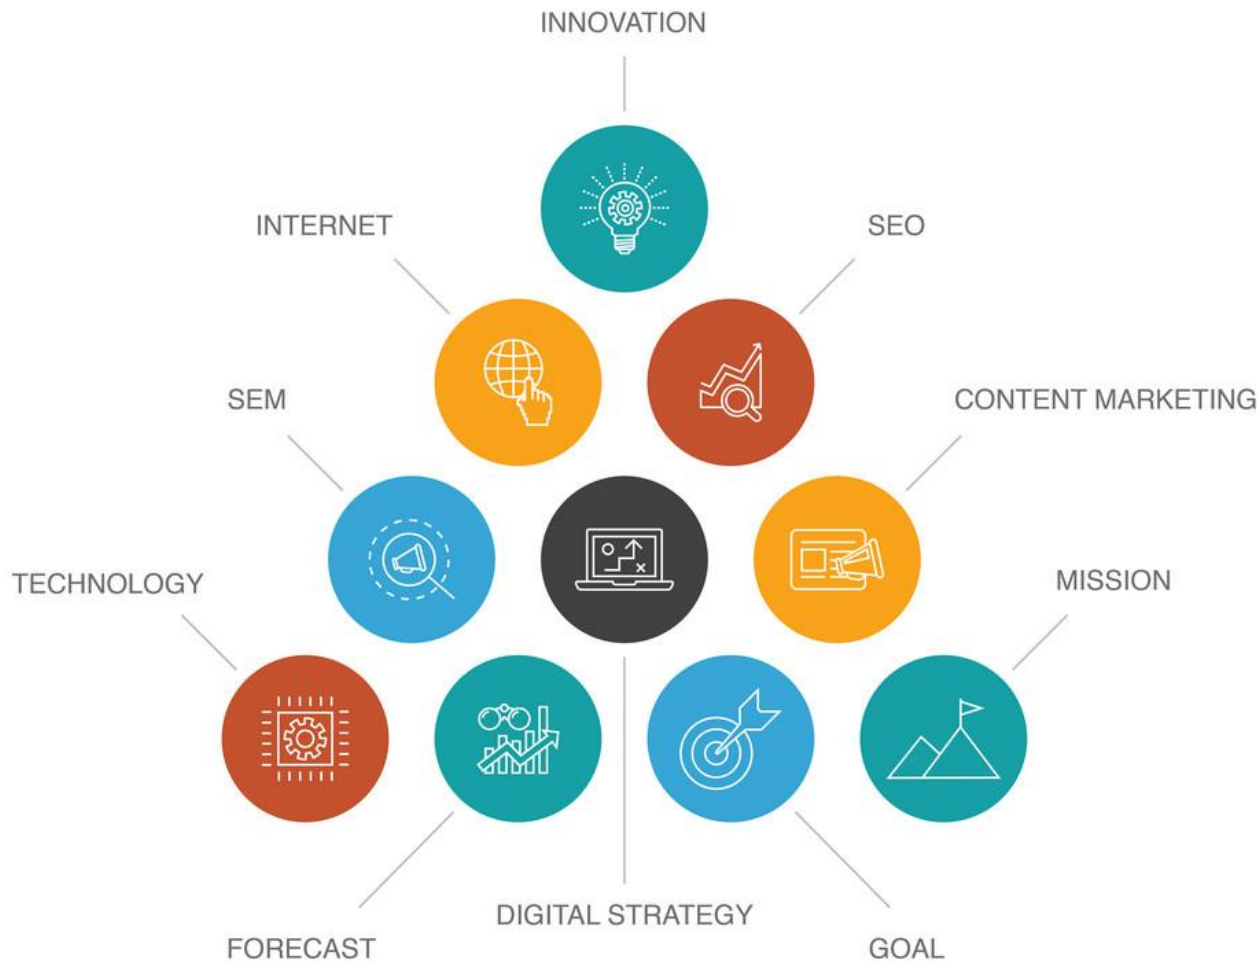 INNOVATION
INTERNET
SEO
SEM
CONTENT MARKETING
TECHNOLOGY
MISSION
DIGITAL STRATEGY
FORECAST
GOAL